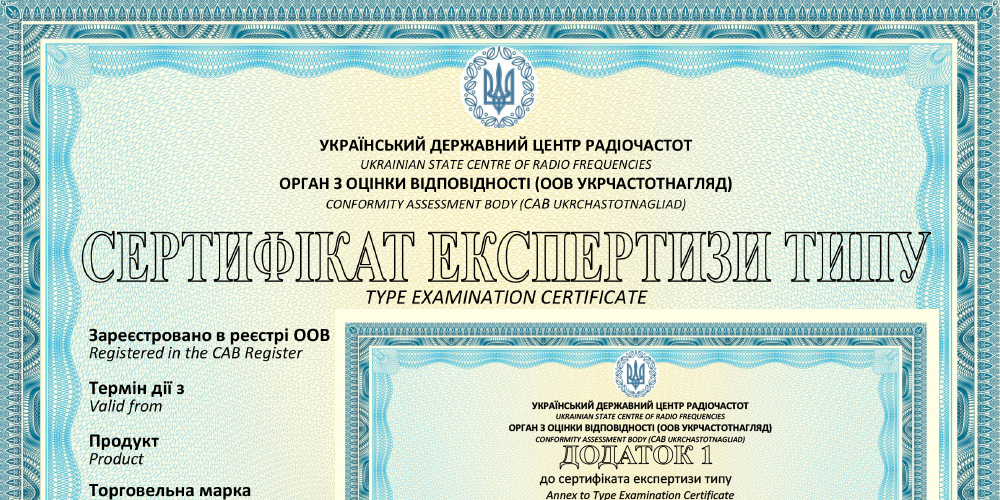 УКРАЇНСЬКИЙ ДЕРЖАВНИЙ ЦЕНТР РАДІОЧАСТОТ
UKRAINIAN STATE CENTRE OF RADIO FREQUENCIES
ОРГАН З ОЦІНКИ ВІДПОВІДНОСТІ (ООВ УКРЧАСТОТНАГЛЯД)
CONFORMITY ASSESSMENT BODY (CAB UKRCHASTOTNAGLIAD)
СЕРТИФІКАТ ЕКСПЕРТИЗИ ТИПУ
TYPE EXAMINATION CERTIFICATE
Зареєстровано в реєстрі ООВ
Registered in the CAB Register
Термін дії з
Valid from
Продукт
Product
Торговельна марка
УКРАЇНСЬКИЙ ДЕРЖАВНИЙ ЦЕНТР РАДІОЧАСТОТ
UKRAINIAN STATE CENTRE OF RADIO FREQUENCIES
ОРГАН З ОЦІНКИ ВІДПОВІДНОСТІ (ООВ УКРЧАСТОТНАГЛЯД)
CONFORMITY ASSESSMENT BODY (CAB UKRCHASTOTNAGLIAD)
ДОДАТОК 1
до сертифіката експертизи типу
Annex to Type Examination Certificate